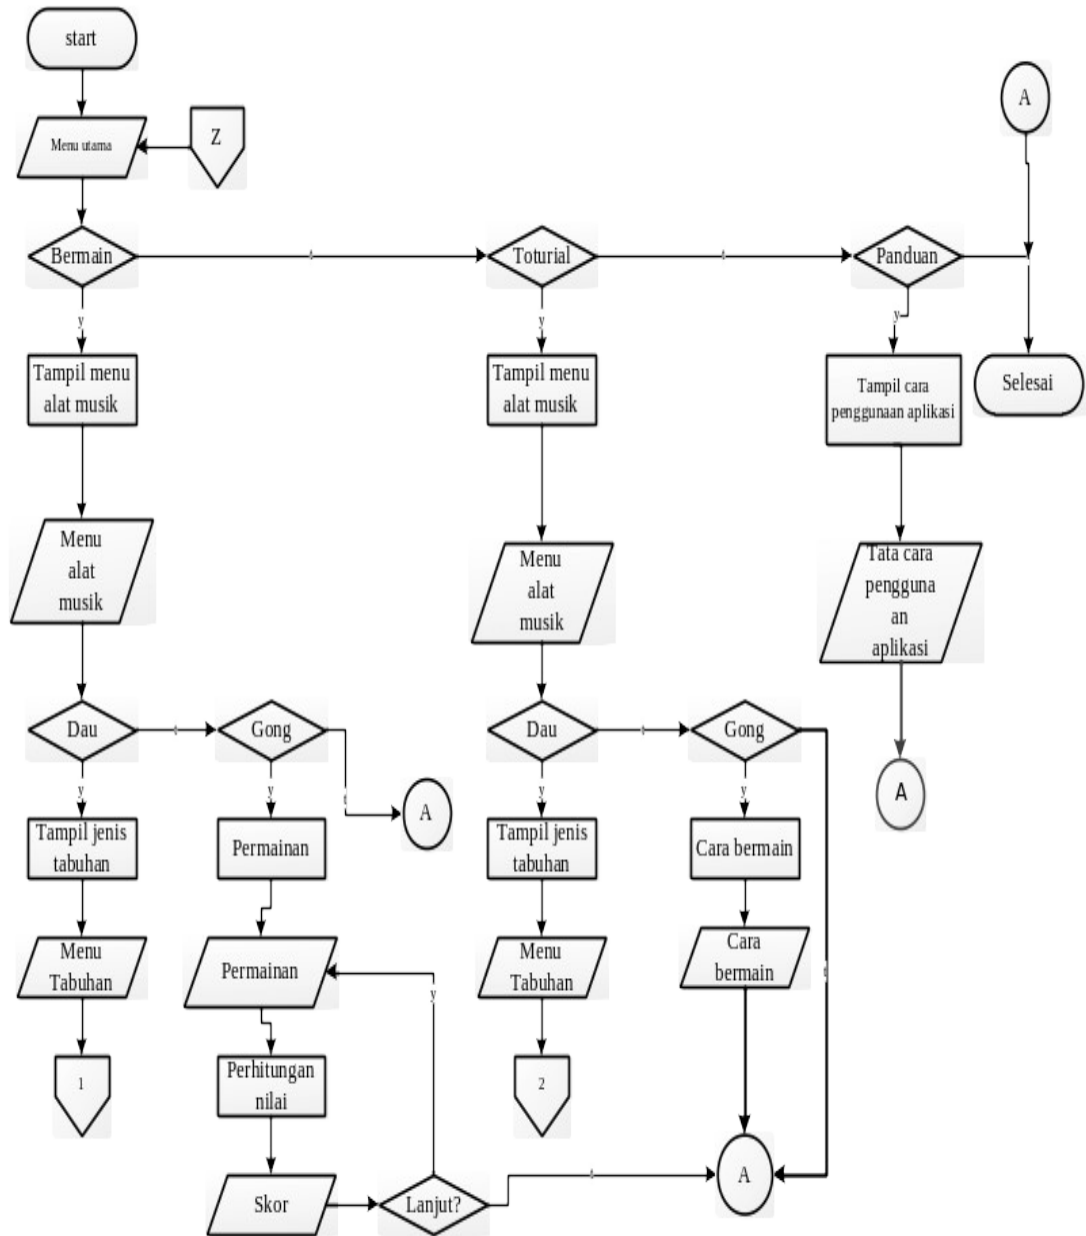 start
A
Menu utama
Z
Bermain
t
Toturial
t
Panduan
y
y
y
Tampil menu
alat musik
Tampil menu
alat musik
Tampil cara
penggunaan aplikasi
Selesai
Menu
alat
musik
Menu
alat
musik
Tata cara
pengguna
an
aplikasi
Dau
t
Gong
Dau
t
Gong
y
y
t
A
y
y
A
Tampil jenis
tabuhan
Permainan
Tampil jenis
tabuhan
Cara bermain
Menu
Tabuhan
Permainan
y
Menu
Tabuhan
Cara
bermain
t
1
Perhitungan
nilai
2
Skor
Lanjut?
t
A